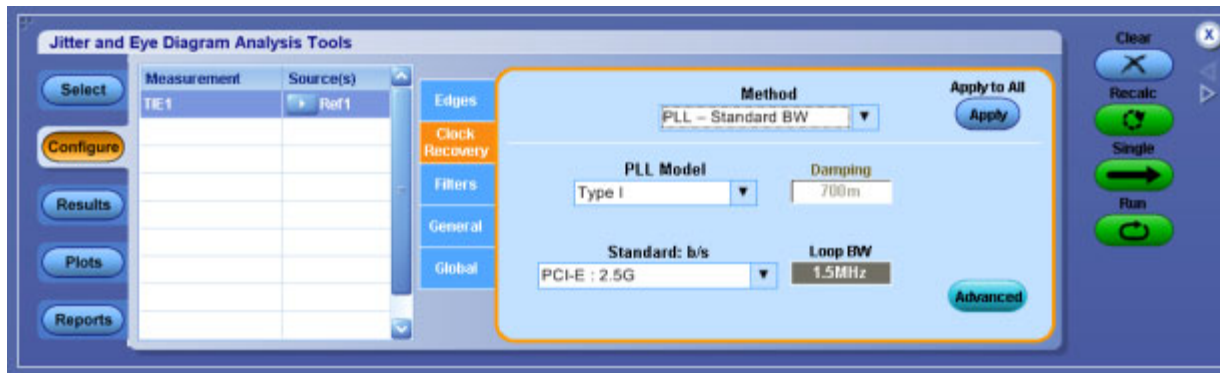 Jitter and Eye Diagram Analysis Tools
Select
Configure
Results
Plots
Reports
Measurement Source(s)
TIE1 Ref1
Edges
Clock
Recovery
Filters
General
Global
Method
PLL – Standard BW
Apply to All
Apply
PLL Model
Type I
Damping
700m
Standard: b/s
PCI-E : 2.5G
Loop BW
1.5MHz
Advanced
Clear
X
Recalc
Single
Run